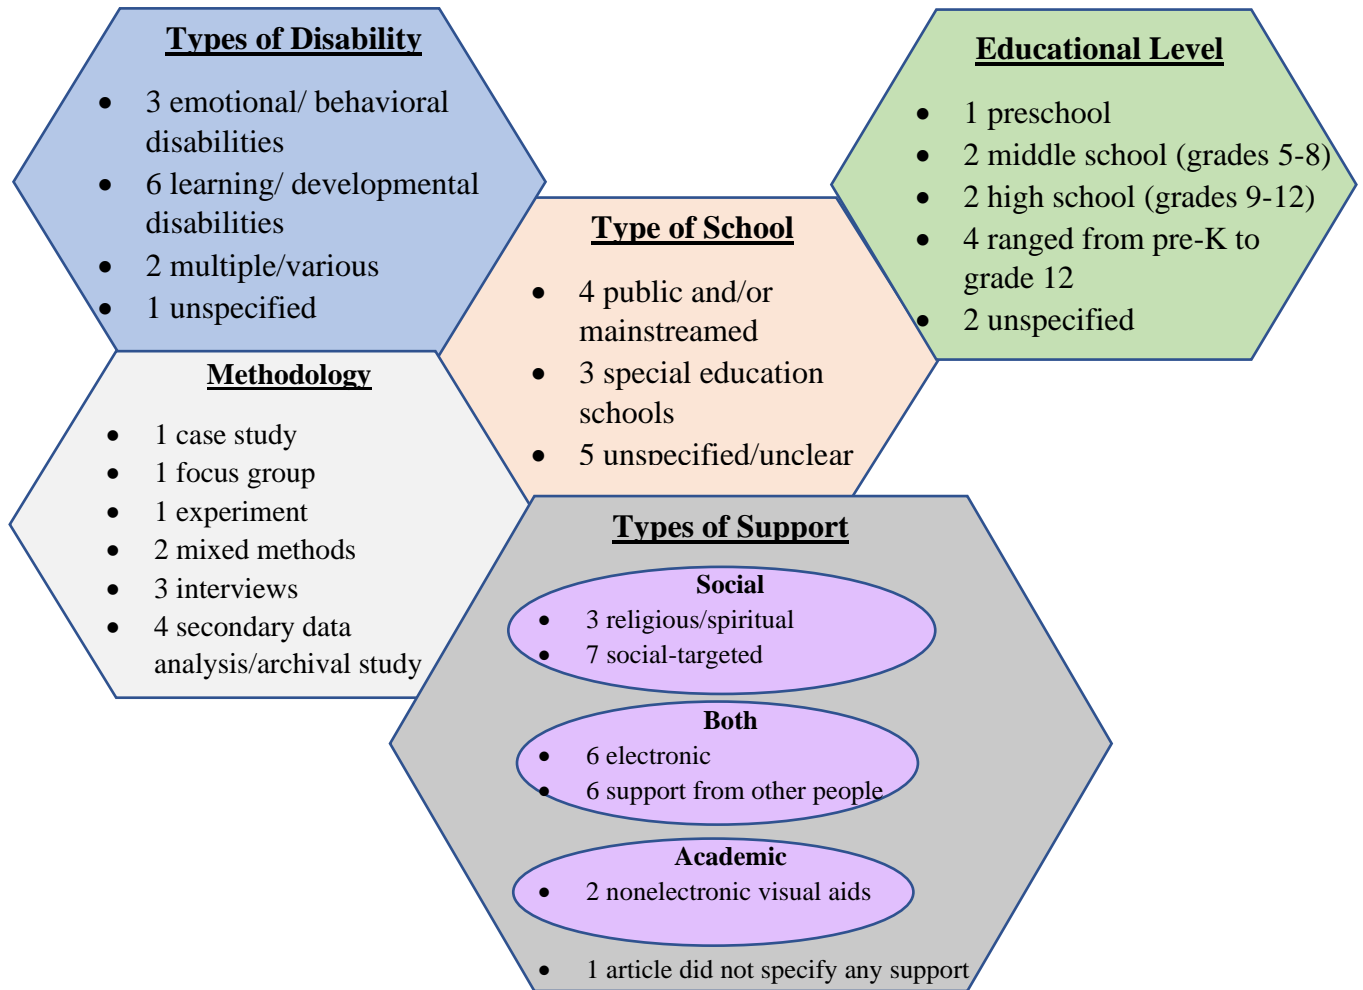 Types of Disability
• 3 emotional/ behavioral
disabilities
• 6 learning/ developmental
disabilities
• 2 multiple/various
• 1 unspecified
Educational Level
• 1 preschool
• 2 middle school (grades 5-8)
• 2 high school (grades 9-12)
• 4 ranged from pre-K to
grade 12
• 2 unspecified
Type of School
• 4 public and/or
mainstreamed
• 3 special education
schools
• 5 unspecified/unclear
Methodology
• 1 case study
• 1 focus group
• 1 experiment
• 2 mixed methods
• 3 interviews
• 4 secondary data
analysis/archival study
Types of Support
Social
• 3 religious/spiritual
• 7 social-targeted
Both
• 6 electronic
• 6 support from other people
Academic
• 2 nonelectronic visual aids
• 1 article did not specify any support